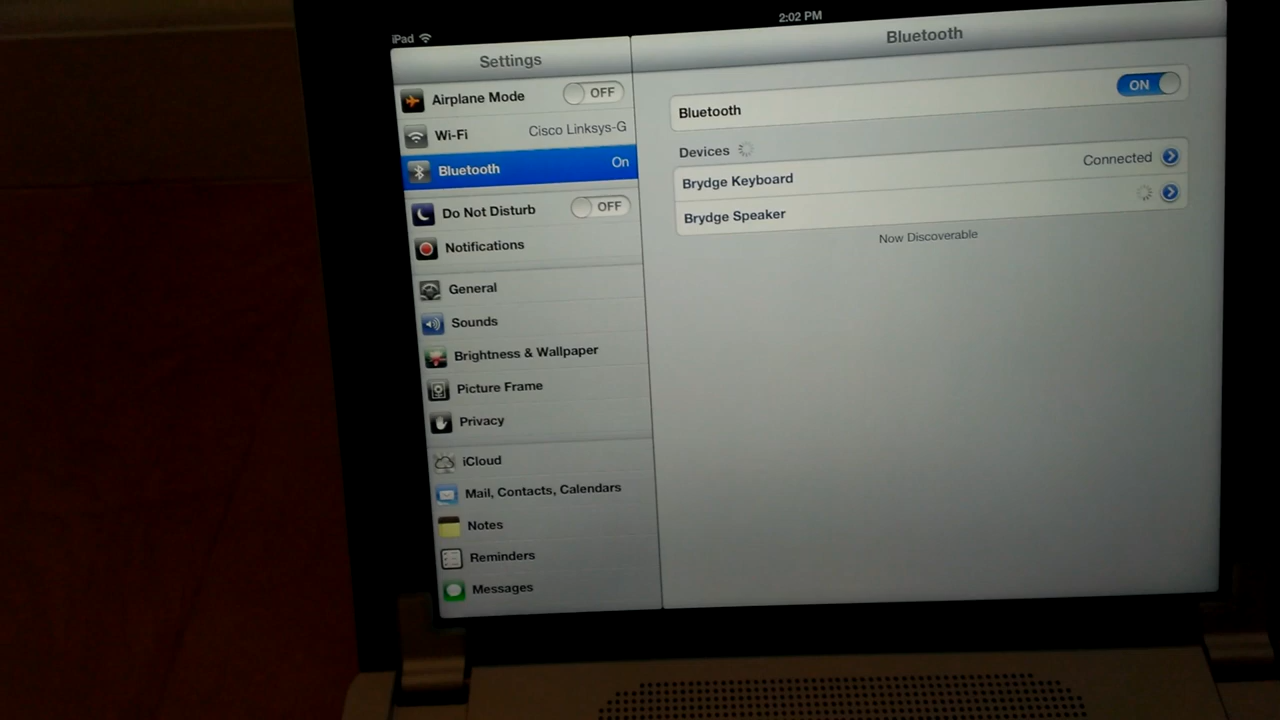 iPad
2:02 PM
Settings
Airplane Mode OFF
Wi-Fi Cisco Linksys-G
Bluetooth On
Do Not Disturb OFF
Notifications
General
Sounds
Brightness & Wallpaper
Picture Frame
Privacy
iCloud
Mail, Contacts, Calendars
Notes
Reminders
Messages
Bluetooth
Bluetooth ON
Devices
Brydge Keyboard Connected
Brydge Speaker
Now Discoverable